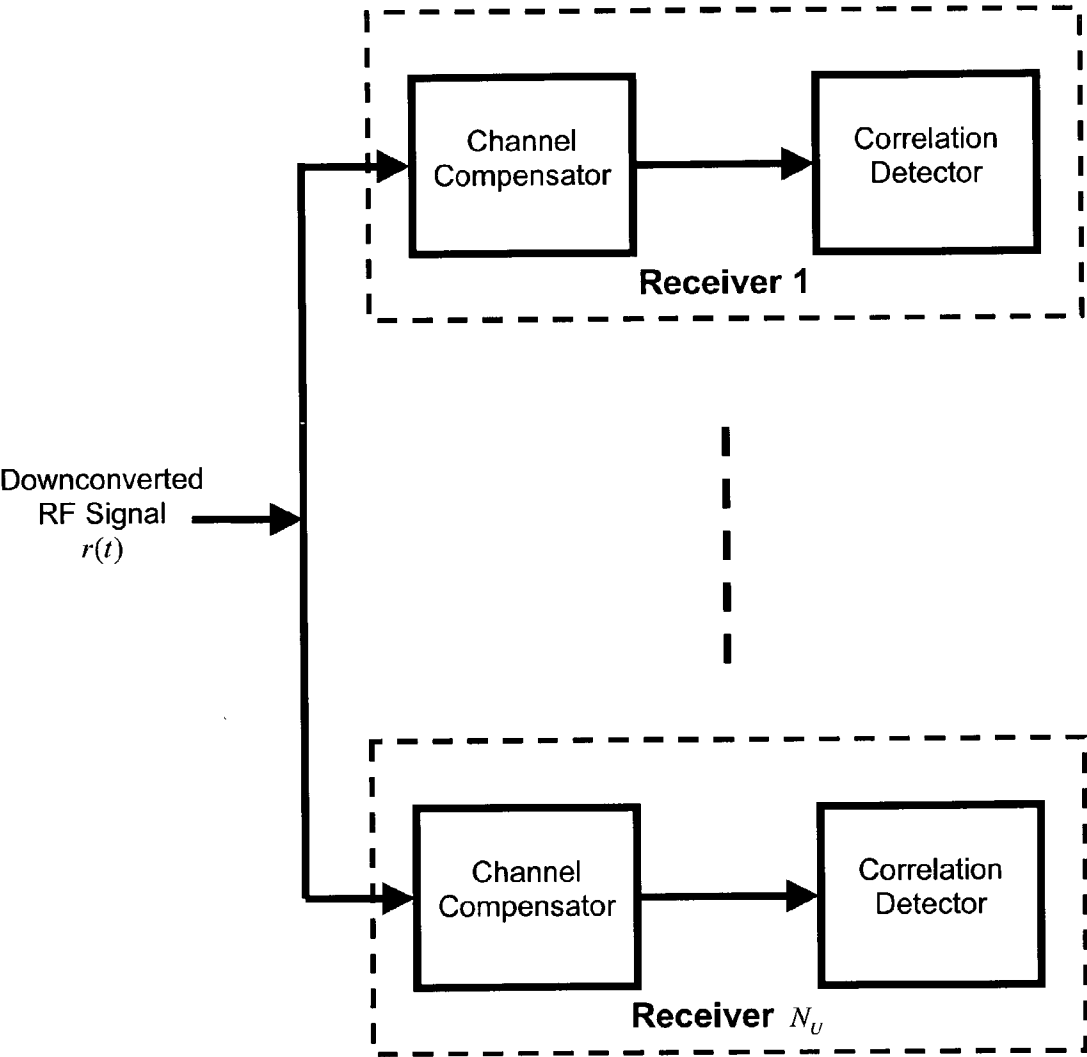 Channel
Compensator
Correlation
Detector
Receiver 1
Downconverted
RF Signal
r(t)
Channel
Compensator
Correlation
Detector
Receiver N_U